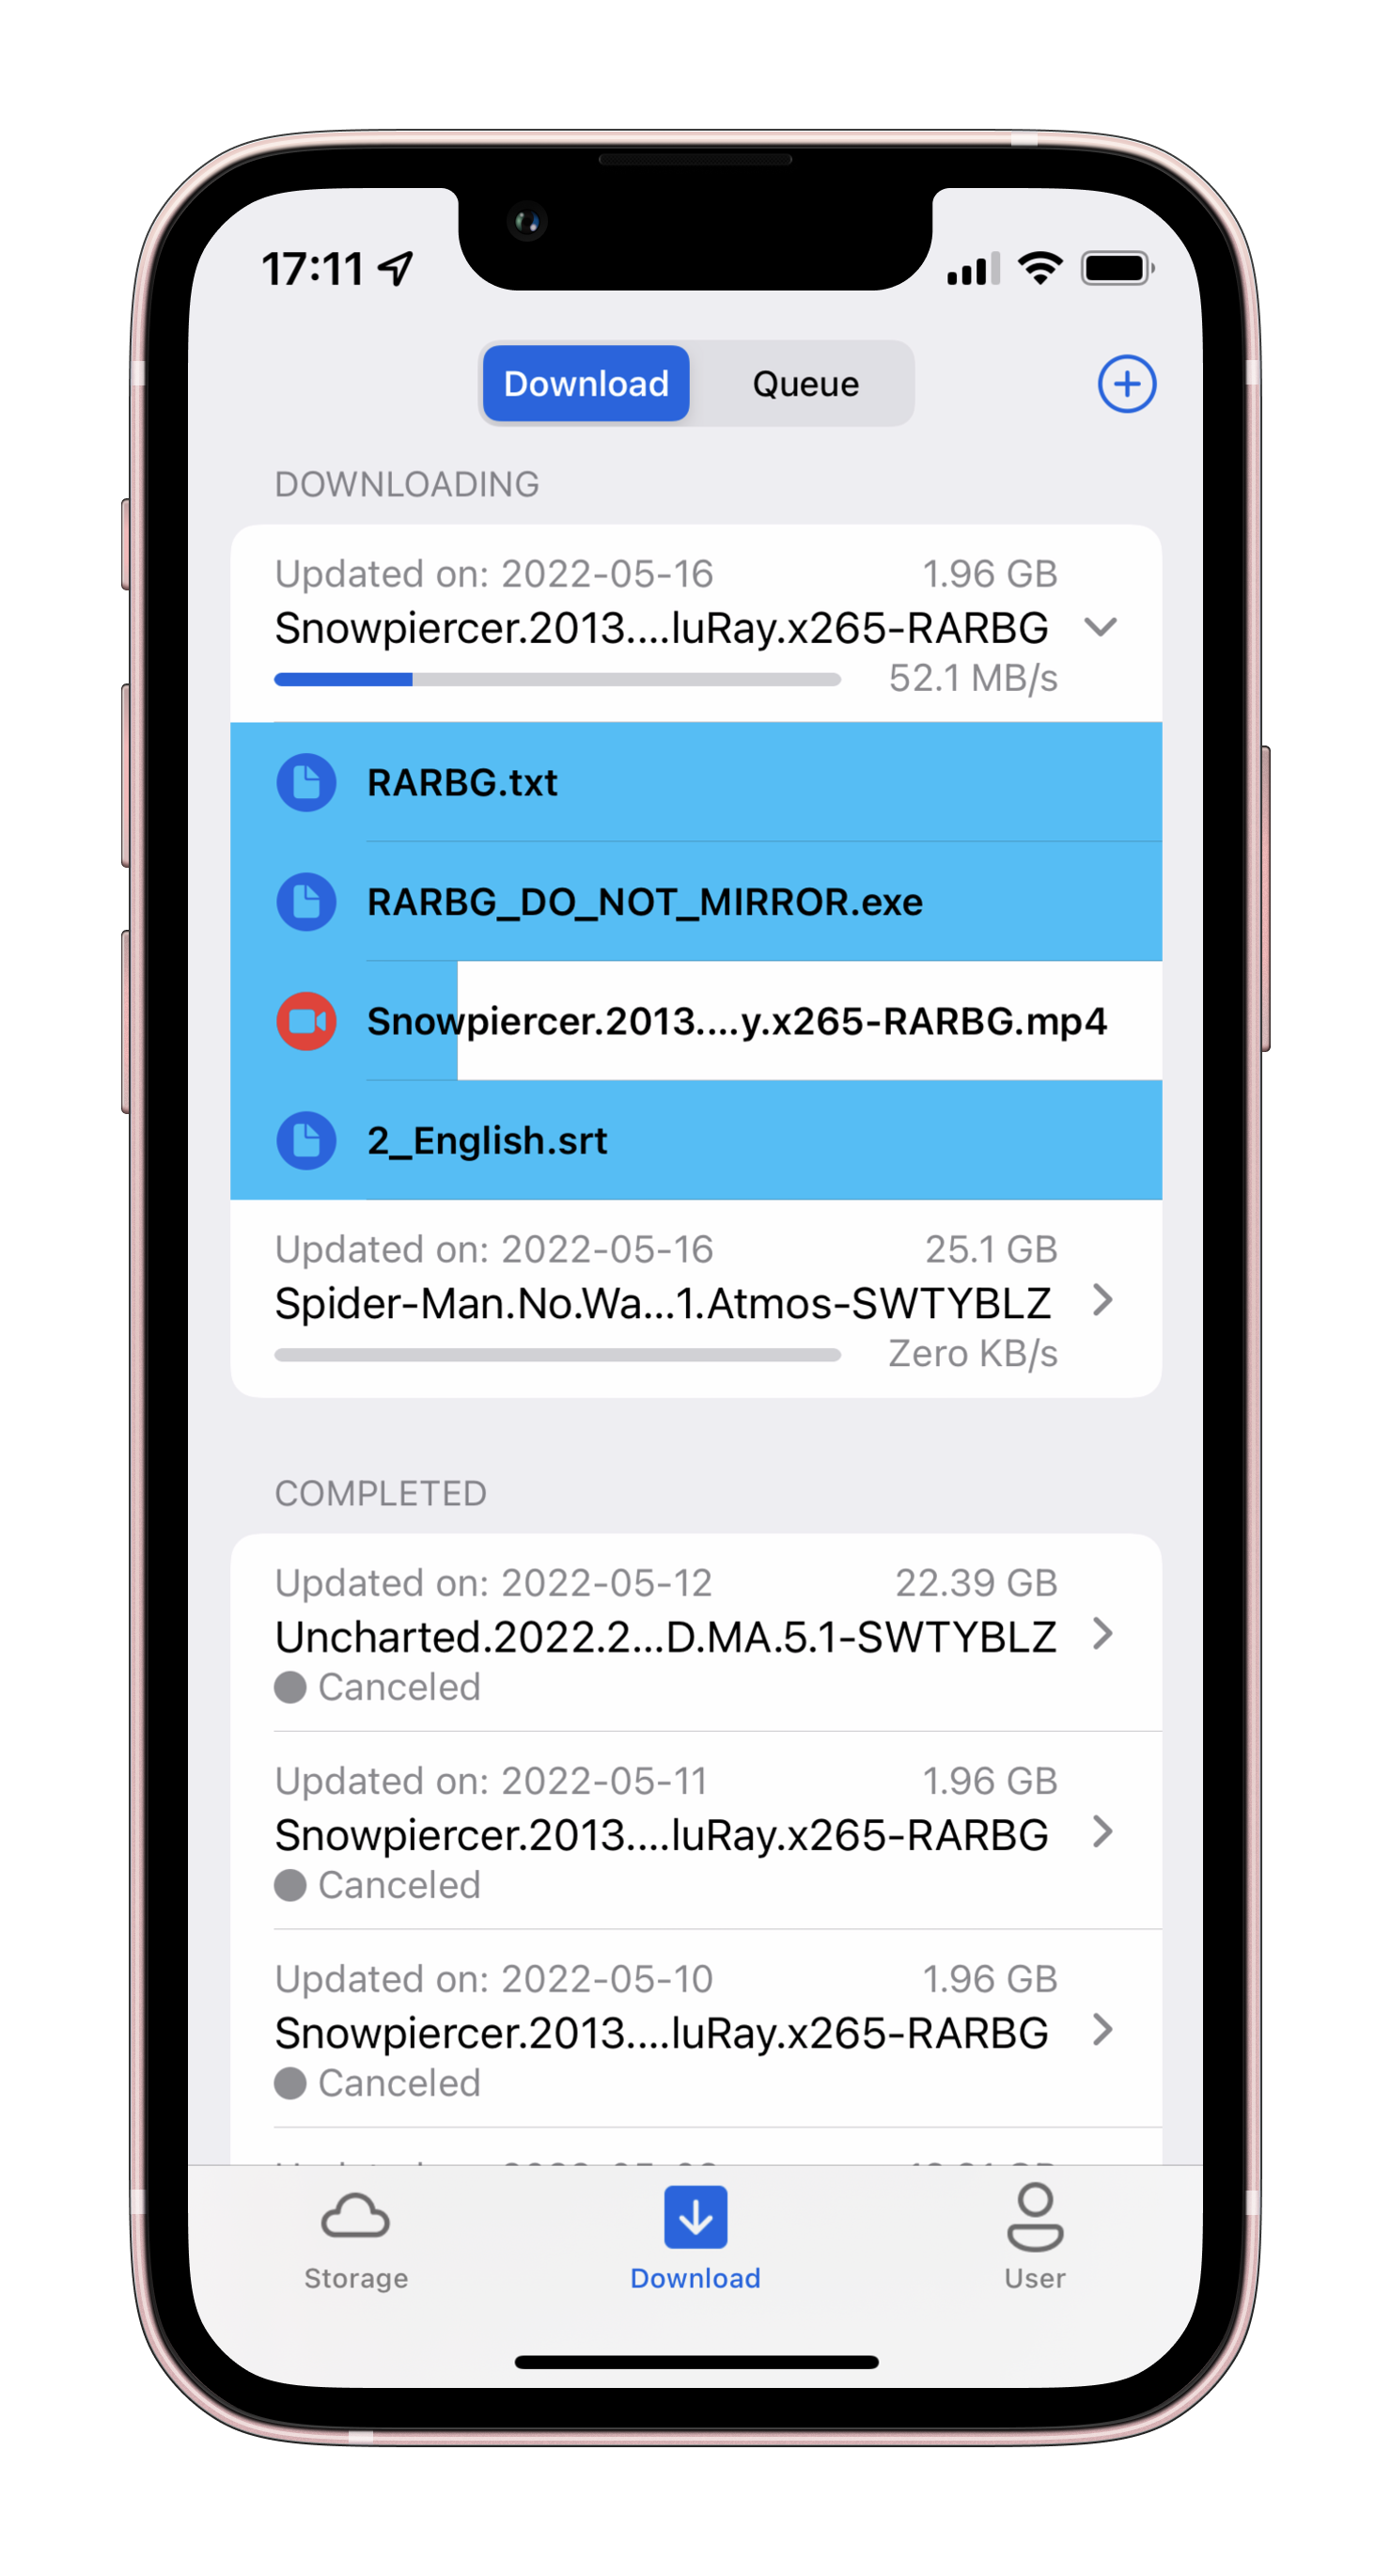 17:11
Download Queue
DOWNLOADING
Updated on: 2022-05-16 1.96 GB
Snowpiercer.2013....luRay.x265-RARBG
52.1 MB/s
RARBG.txt
RARBG_DO_NOT_MIRROR.exe
Snowpiercer.2013....y.x265-RARBG.mp4
2_English.srt
Updated on: 2022-05-16 25.1 GB
Spider-Man.No.Wa...1.Atmos-SWTYBLZ
Zero KB/s
COMPLETED
Updated on: 2022-05-12 22.39 GB
Uncharted.2022.2...D.MA.5.1-SWTYBLZ
Canceled
Updated on: 2022-05-11 1.96 GB
Snowpiercer.2013....luRay.x265-RARBG
Canceled
Updated on: 2022-05-10 1.96 GB
Snowpiercer.2013....luRay.x265-RARBG
Canceled
Storage Download User